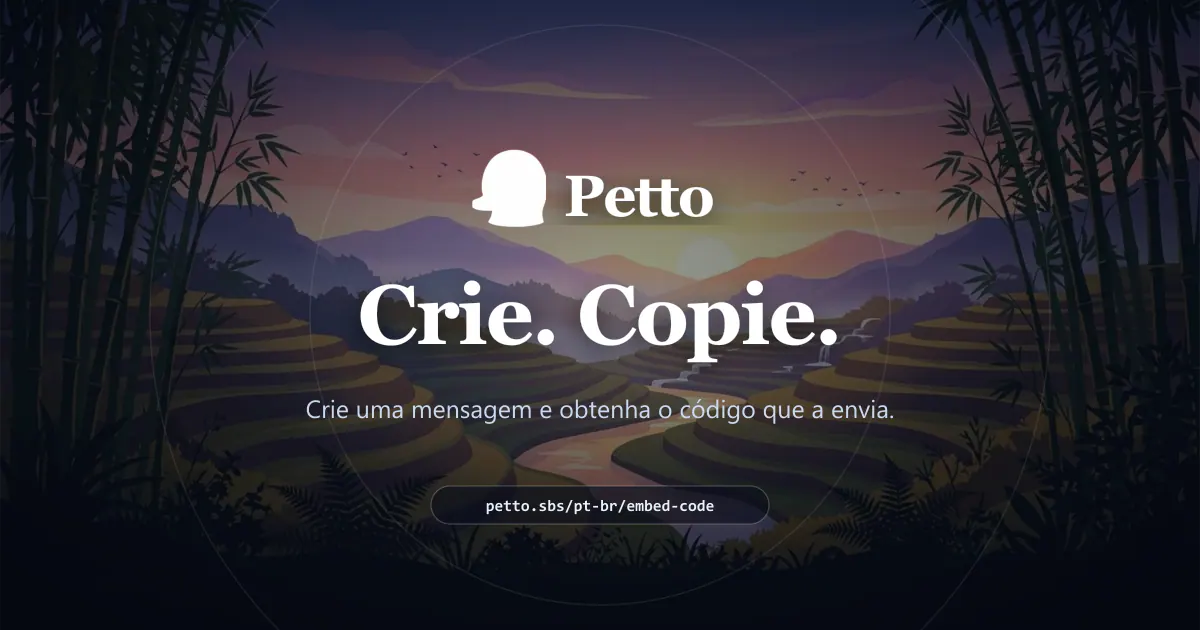 Petto
Crie. Copie.
Crie uma mensagem e obtenha o código que a envia.
petto.sbs/pt-br/embed-code